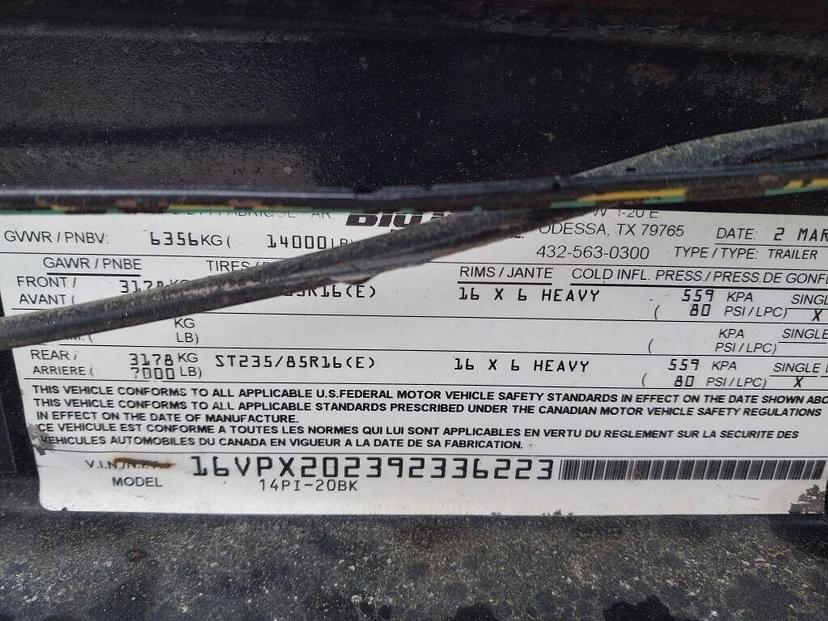 GVWR / PNBV: 6356KG ( 14000LB
ODESSA, TX 79765 DATE: 2 MAR
432-563-0300 TYPE / TYPE: TRAILER
GAWR / PNBE TIRES/ RIMS / JANTE COLD INFL. PRESS./ PRESS.DE GONFL
FRONT / 3178 16 X 6 HEAVY 559 KPA SINGL
AVANT ( R16(E) ( 80 PSI / LPC) X
KG KPA SINGLE
LB) ( PSI / LPC)
REAR / 3178 KG ST235/85R16(E) 16 X 6 HEAVY 559 KPA SINGLE
ARRIERE ( 7000 LB) ( 80 PSI / LPC) X
THIS VEHICLE CONFORMS TO ALL APPLICABLE U.S.FEDERAL MOTOR VEHICLE SAFETY STANDARDS IN EFFECT ON THE DATE SHOWN ABO
THIS VEHICLE CONFORMS TO ALL APPLICABLE STANDARDS PRESCRIBED UNDER THE CANADIAN MOTOR VEHICLE SAFETY REGULATIONS
IN EFFECT ON THE DATE OF MANUFACTURE.
CE VEHICULE EST CONFORME A TOUTES LES NORMES QUI LUI SONT APPLICABLES EN VERTU DU REGLEMENT SUR LA SECURITE DES
VEHICULES AUTOMOBILES DU CANADA EN VIGUEUR A LA DATE DE SA FABRICATION.
V.I.N. 16VPX202392336223
MODEL 14PI-20BK